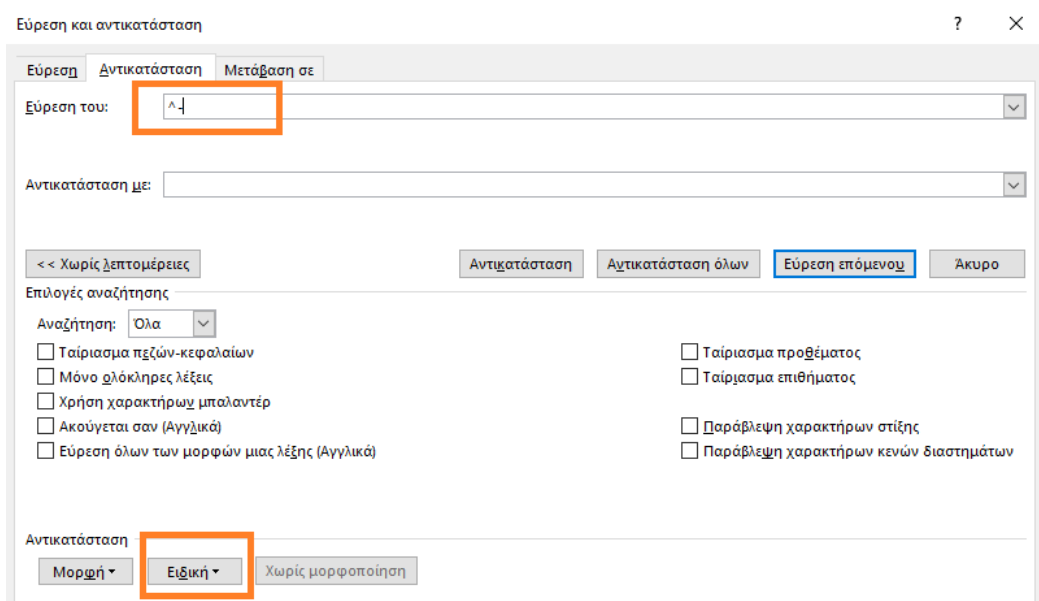 Εύρεση και αντικατάσταση ? ×
Εύρεση Αντικατάσταση Μετάβαση σε
Εύρεση του: ^-
Αντικατάσταση με:
<< Χωρίς λεπτομέρειες Αντικατάσταση Αντικατάσταση όλων Εύρεση επόμενου Άκυρο
Επιλογές αναζήτησης
Αναζήτηση: Όλα
Ταίριασμα πεζών-κεφαλαίων Ταίριασμα προθέματος
Μόνο ολόκληρες λέξεις Ταίριασμα επιθήματος
Χρήση χαρακτήρων μπαλαντέρ
Ακούγεται σαν (Αγγλικά) Παράβλεψη χαρακτήρων στίξης
Εύρεση όλων των μορφών μιας λέξης (Αγγλικά) Παράβλεψη χαρακτήρων κενών διαστημάτων
Αντικατάσταση
Μορφή Ειδική Χωρίς μορφοποίηση